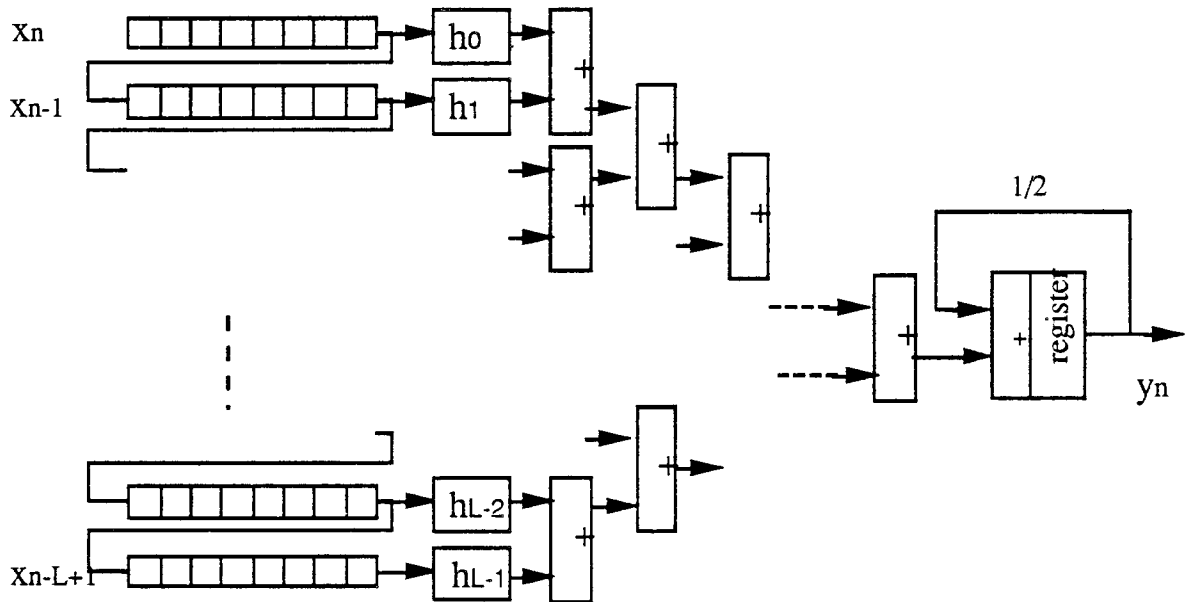 Xn
h0
+
Xn-1
h1
+
+
+
1/2
+
+
register
yn
hL-2
+
+
Xn-L+1
hL-1